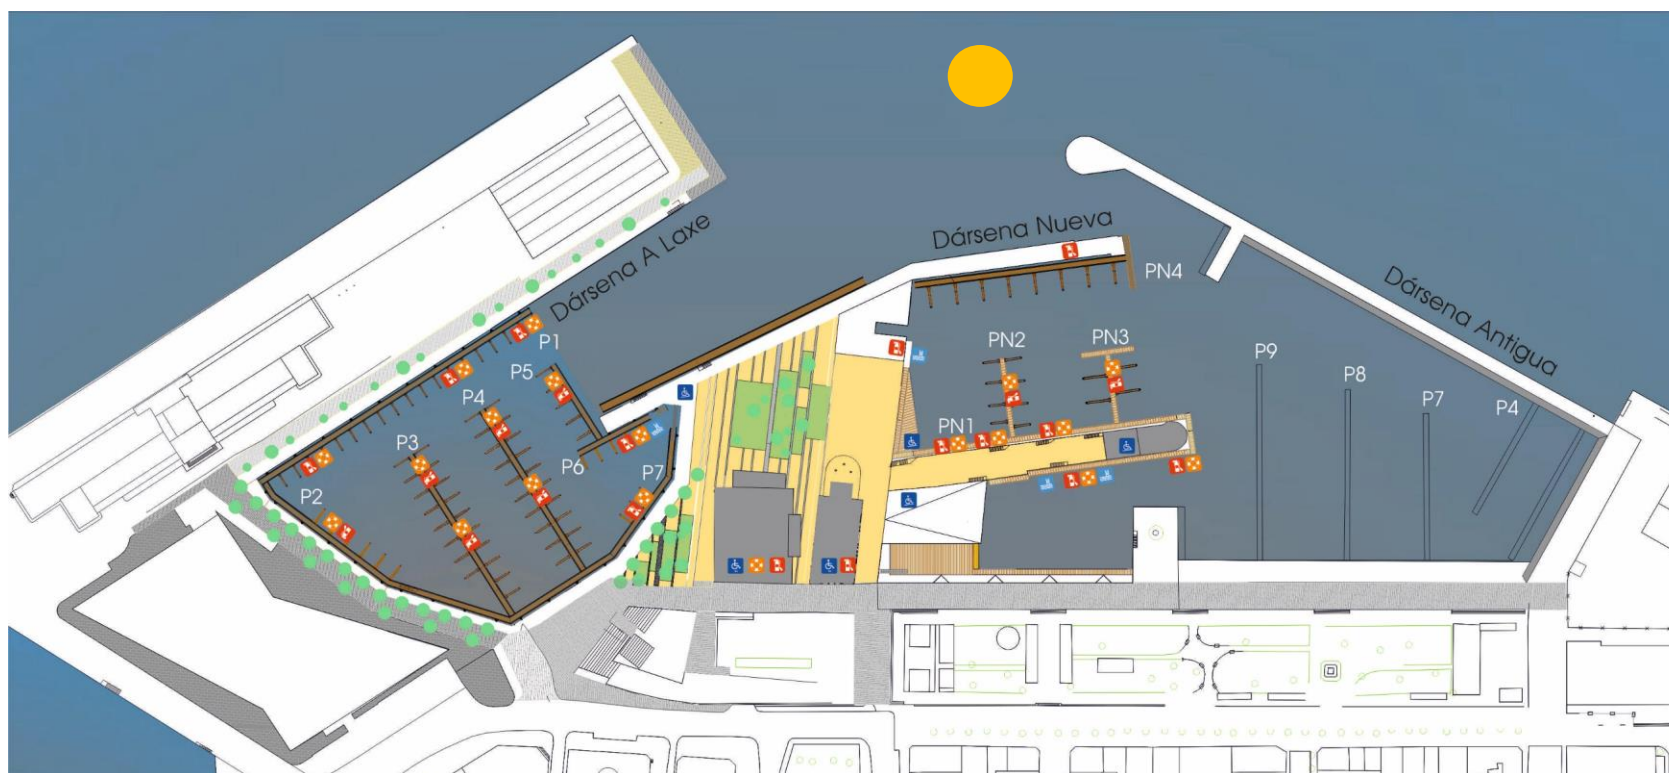 Dársena A Laxe
Dársena Nueva
Dársena Antigua
P1
P2
P3
P4
P5
P6
P7
PN1
PN2
PN3
PN4
P9
P8
P7
P4